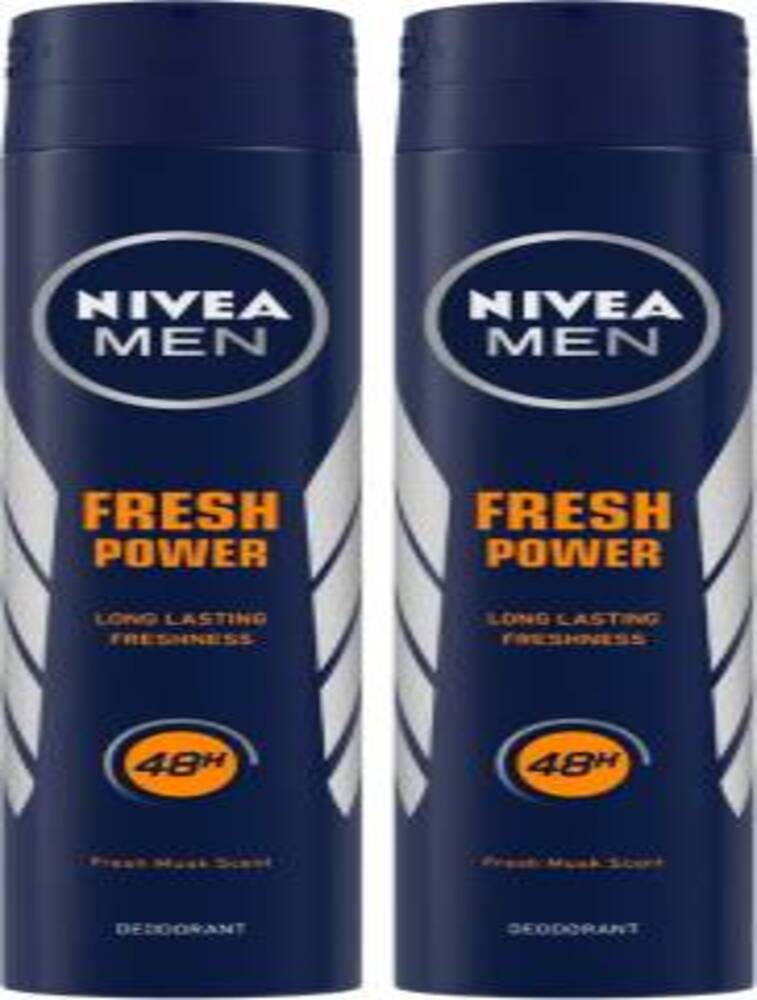 NIVEA
MEN
FRESH
POWER
LONG LASTING
FRESHNESS
48H
Fresh Musk Scent
DEODORANT
NIVEA
MEN
FRESH
POWER
LONG LASTING
FRESHNESS
48H
Fresh Musk Scent
DEODORANT